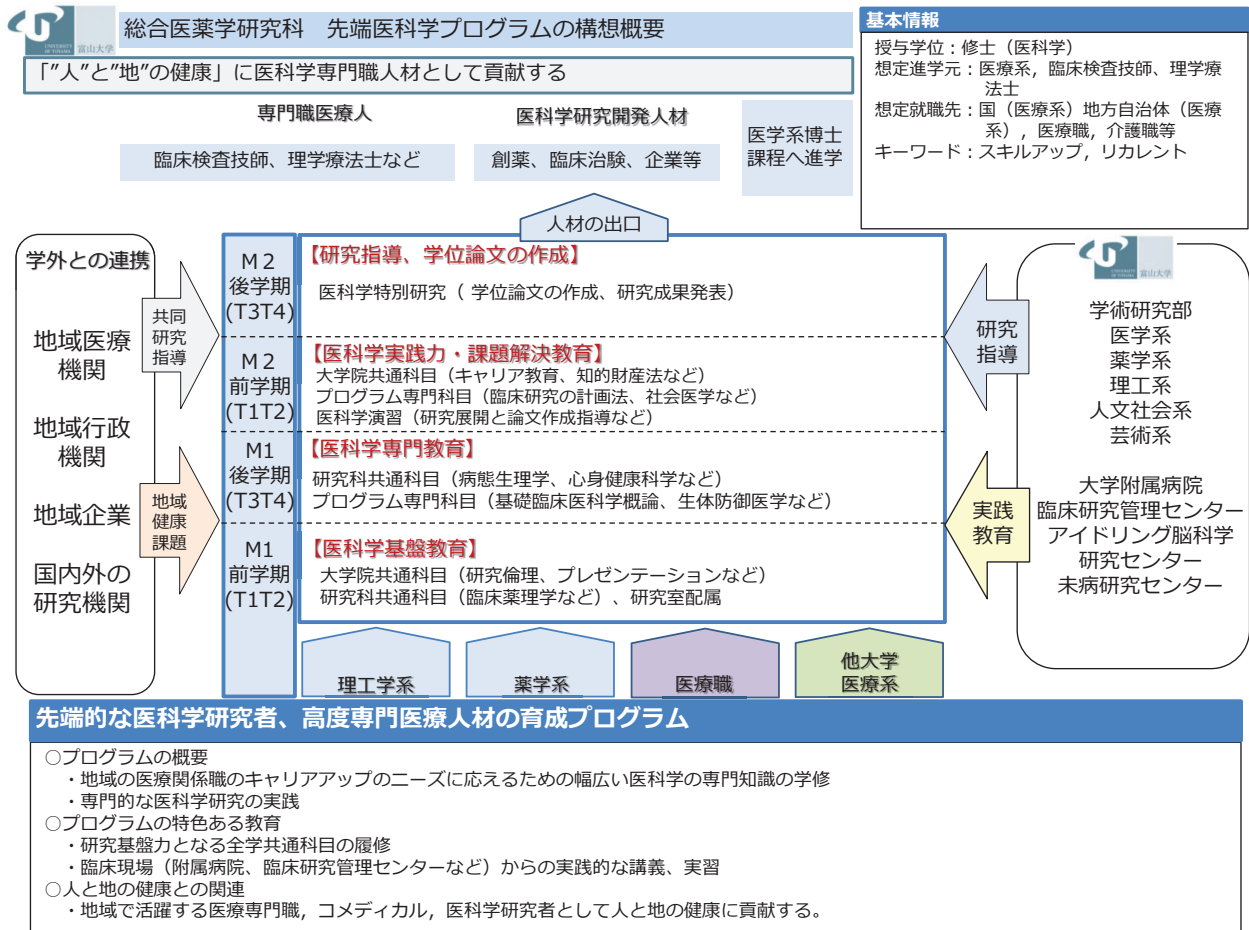 UNIVERSITY
OF TOYAMA
富山大学
総合医薬学研究科　先端医科学プログラムの構想概要
「”人”と”地”の健康」に医科学専門職人材として貢献する
基本情報
授与学位：修士（医科学）
想定進学元：医療系，臨床検査技師、理学療
法士
想定就職先：国（医療系）地方自治体（医療
系），医療職，介護職等
キーワード：スキルアップ，リカレント
専門職医療人
臨床検査技師、理学療法士など
医科学研究開発人材
創薬、臨床治験、企業等
医学系博士
課程へ進学
人材の出口
学外との連携
地域医療
機関
地域行政
機関
地域企業
国内外の
研究機関
共同
研究
指導
地域
健康
課題
M２
後学期
(T3T4)
【研究指導、学位論文の作成】
医科学特別研究（ 学位論文の作成、研究成果発表）
M２
前学期
(T1T2)
【医科学実践力・課題解決教育】
大学院共通科目（キャリア教育、知的財産法など）
プログラム専門科目（臨床研究の計画法、社会医学など）
医科学演習（研究展開と論文作成指導など）
M1
後学期
(T3T4)
【医科学専門教育】
研究科共通科目（病態生理学、心身健康科学など）
プログラム専門科目（基礎臨床医科学概論、生体防御医学など）
M1
前学期
(T1T2)
【医科学基盤教育】
大学院共通科目（研究倫理、プレゼンテーションなど）
研究科共通科目（臨床薬理学など）、研究室配属
研究
指導
実践
教育
UNIVERSITY
OF TOYAMA
富山大学
学術研究部
医学系
薬学系
理工系
人文社会系
芸術系
大学附属病院
臨床研究管理センター
アイドリング脳科学
研究センター
未病研究センター
理工学系
薬学系
医療職
他大学
医療系
先端的な医科学研究者、高度専門医療人材の育成プログラム
○プログラムの概要
・地域の医療関係職のキャリアアップのニーズに応えるための幅広い医科学の専門知識の学修
・専門的な医科学研究の実践
○プログラムの特色ある教育
・研究基盤力となる全学共通科目の履修
・臨床現場（附属病院、臨床研究管理センターなど）からの実践的な講義、実習
○人と地の健康との関連
・地域で活躍する医療専門職，コメディカル，医科学研究者として人と地の健康に貢献する。